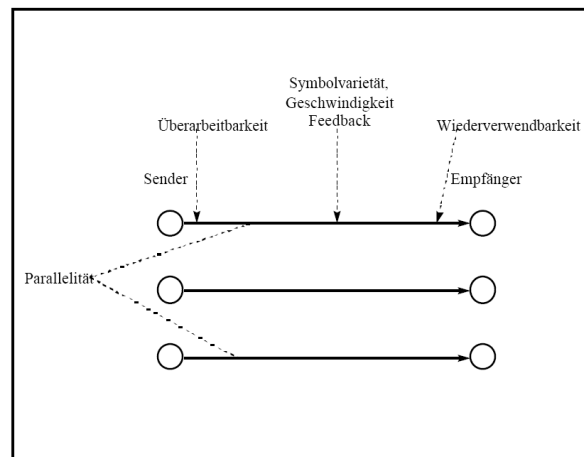 Symbolvarietät,
Geschwindigkeit
Feedback
Überarbeitbarkeit
Wiederverwendbarkeit
Sender
Empfänger
Parallelität